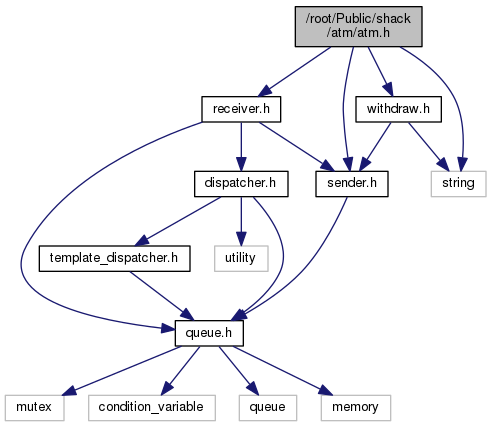 /root/Public/shack
/atm/atm.h
receiver.h
withdraw.h
dispatcher.h
sender.h
string
template_dispatcher.h
utility
queue.h
mutex
condition_variable
queue
memory